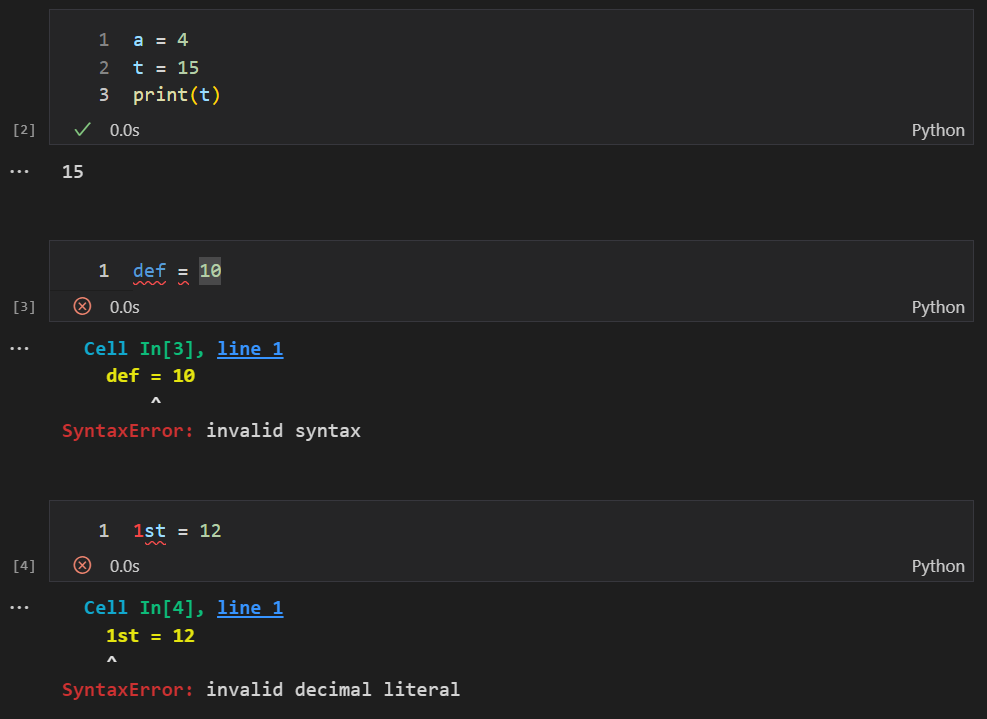 1 a = 4
2 t = 15
3 print(t)
[2] 0.0s Python
... 15
1 def = 10
[3] 0.0s Python
... Cell In[3], line 1
def = 10
^
SyntaxError: invalid syntax
1 1st = 12
[4] 0.0s Python
... Cell In[4], line 1
1st = 12
^
SyntaxError: invalid decimal literal